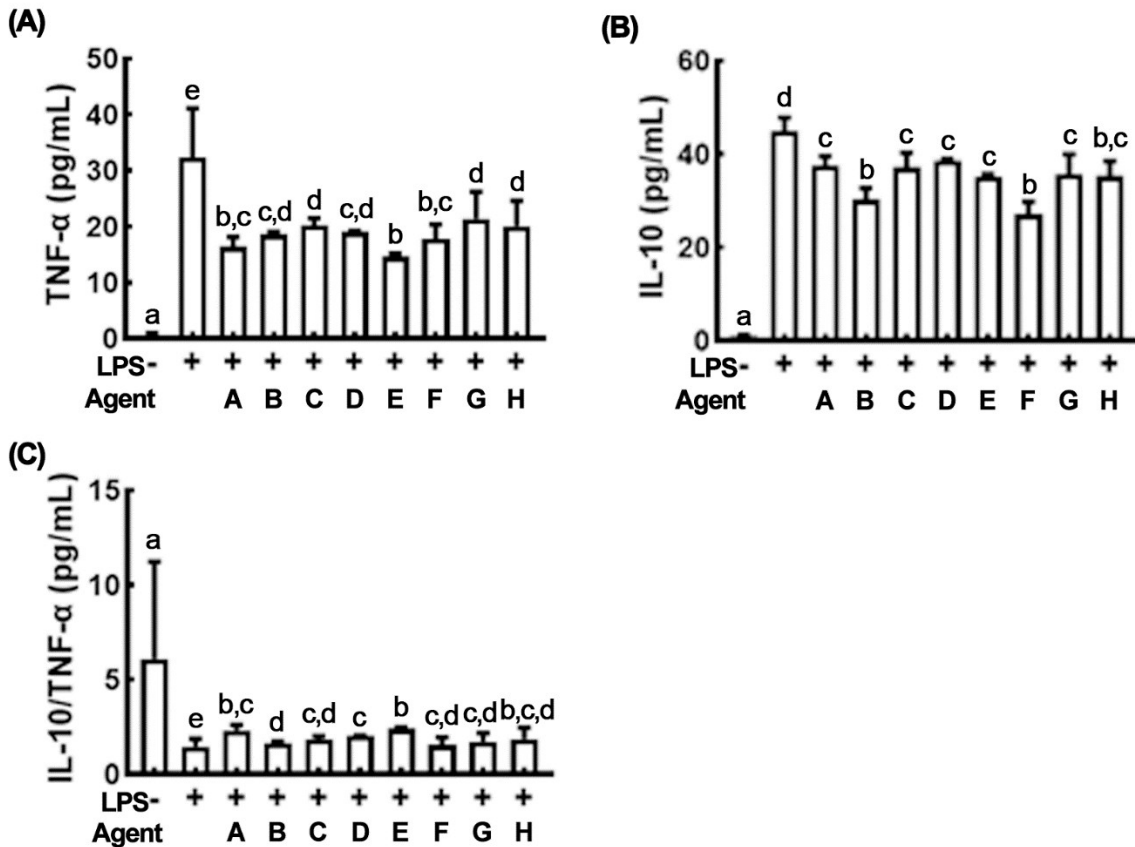 (A)
TNF-α (pg/mL)
50
40
30
20
10
0
a
e
b,c
c,d
d
c,d
b
b,c
d
d
LPS - + + + + + + + + +
Agent A B C D E F G H
(B)
IL-10 (pg/mL)
60
40
20
0
a
d
c
b
c
c
c
b
c
b,c
LPS - + + + + + + + + +
Agent A B C D E F G H
(C)
IL-10/TNF-α (pg/mL)
15
10
5
0
a
e
b,c
d
c,d
c
b
c,d
c,d
b,c,d
LPS - + + + + + + + + +
Agent A B C D E F G H